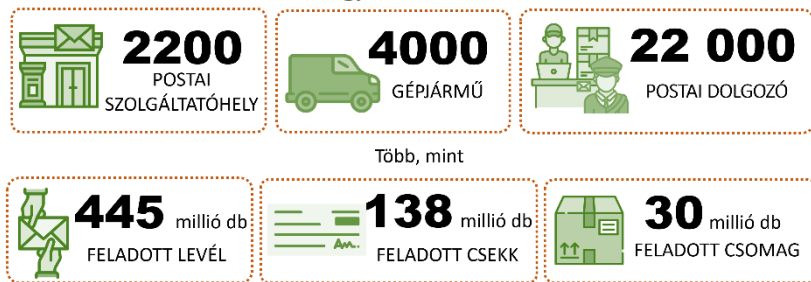 2200
POSTAI
SZOLGÁLTATÓHELY
4000
GÉPJÁRMŰ
22 000
POSTAI DOLGOZÓ
Több, mint
445 millió db
FELADOTT LEVÉL
138 millió db
FELADOTT CSEKK
30 millió db
FELADOTT CSOMAG